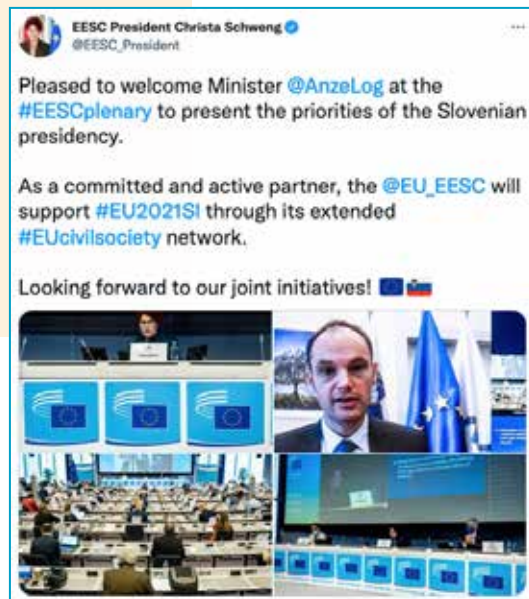 EESC President Christa Schweng
@EESC_President
Pleased to welcome Minister @AnzeLog at the
#EESCplenary to present the priorities of the Slovenian
presidency.
As a committed and active partner, the @EU_EESC will
support #EU2021SI through its extended
#EUcivilsociety network.
Looking forward to our joint initiatives! 🇪🇺🇸🇮